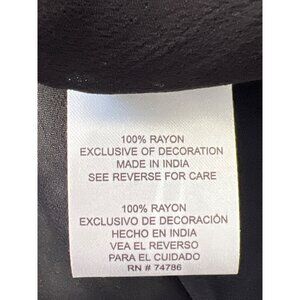 100% RAYON
EXCLUSIVE OF DECORATION
MADE IN INDIA
SEE REVERSE FOR CARE
100% RAYON
EXCLUSIVO DE DECORACIÓN
HECHO EN INDIA
VEA EL REVERSO
PARA EL CUIDADO
RN # 74786